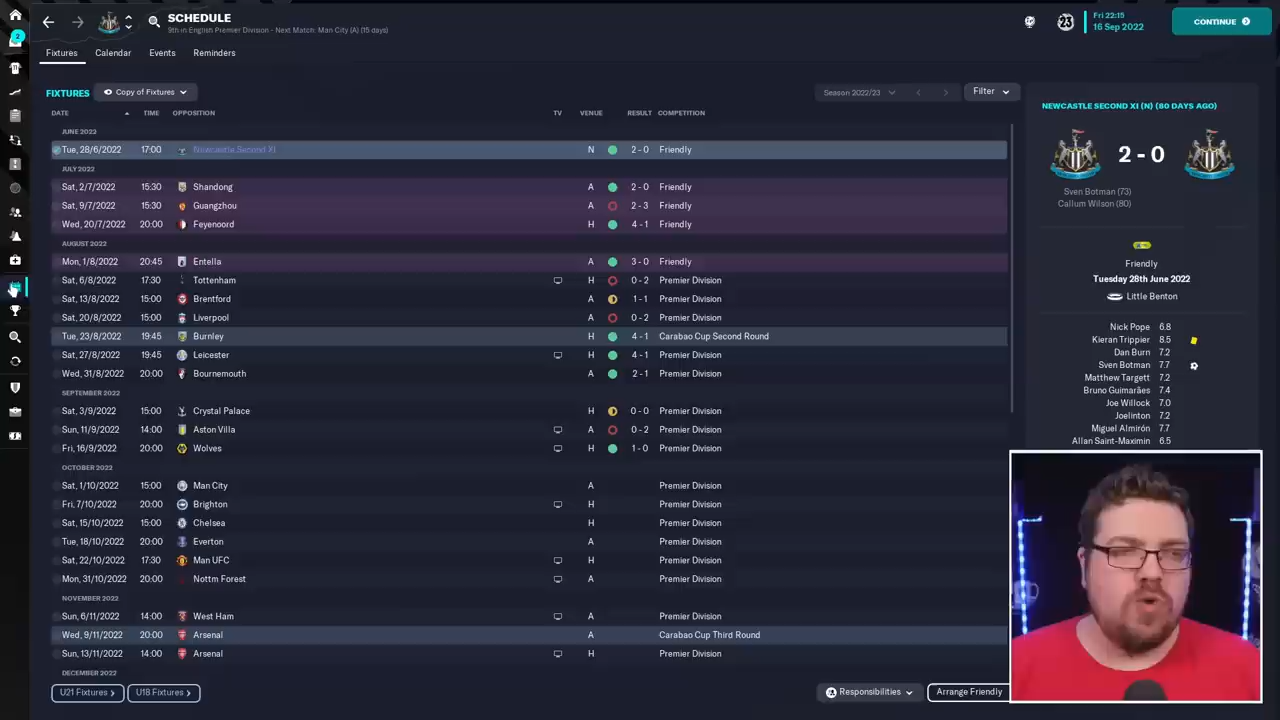 SCHEDULE
9th in English Premier Division - Next Match: Man City (A) (15 days)
23
Fri 22:15
16 Sep 2022
CONTINUE
2
Fixtures Calendar Events Reminders
FIXTURES Copy of Fixtures Season 2022/23 Filter
DATE TIME OPPOSITION TV VENUE RESULT COMPETITION
JUNE 2022
Tue, 28/6/2022 17:00 Newcastle Second XI N 2 - 0 Friendly
JULY 2022
Sat, 2/7/2022 15:30 Shandong A 2 - 0 Friendly
Sat, 9/7/2022 15:30 Guangzhou A 2 - 3 Friendly
Wed, 20/7/2022 20:00 Feyenoord H 4 - 1 Friendly
AUGUST 2022
Mon, 1/8/2022 20:45 Entella A 3 - 0 Friendly
Sat, 6/8/2022 17:30 Tottenham H 0 - 2 Premier Division
Sat, 13/8/2022 15:00 Brentford A 1 - 1 Premier Division
Sat, 20/8/2022 15:00 Liverpool A 0 - 2 Premier Division
Tue, 23/8/2022 19:45 Burnley H 4 - 1 Carabao Cup Second Round
Sat, 27/8/2022 19:45 Leicester H 4 - 1 Premier Division
Wed, 31/8/2022 20:00 Bournemouth A 2 - 1 Premier Division
SEPTEMBER 2022
Sat, 3/9/2022 15:00 Crystal Palace H 0 - 0 Premier Division
Sun, 11/9/2022 14:00 Aston Villa A 0 - 2 Premier Division
Fri, 16/9/2022 20:00 Wolves H 1 - 0 Premier Division
OCTOBER 2022
Sat, 1/10/2022 15:00 Man City A Premier Division
Fri, 7/10/2022 20:00 Brighton H Premier Division
Sat, 15/10/2022 15:00 Chelsea H Premier Division
Tue, 18/10/2022 20:00 Everton A Premier Division
Sat, 22/10/2022 17:30 Man UFC H Premier Division
Mon, 31/10/2022 20:00 Nottm Forest A Premier Division
NOVEMBER 2022
Sun, 6/11/2022 14:00 West Ham A Premier Division
Wed, 9/11/2022 20:00 Arsenal A Carabao Cup Third Round
Sun, 13/11/2022 14:00 Arsenal H Premier Division
DECEMBER 2022
U21 Fixtures U18 Fixtures Responsibilities Arrange Friendly
NEWCASTLE SECOND XI (N) (80 DAYS AGO)
2 - 0
Sven Botman (73)
Callum Wilson (80)
Friendly
Tuesday 28th June 2022
Little Benton
Nick Pope 6.8
Kieran Trippier 8.5
Dan Burn 7.2
Sven Botman 7.7
Matthew Targett 7.2
Bruno Guimarães 7.4
Joe Willock 7.0
Joelinton 7.2
Miguel Almirón 7.7
Allan Saint-Maximin 6.5